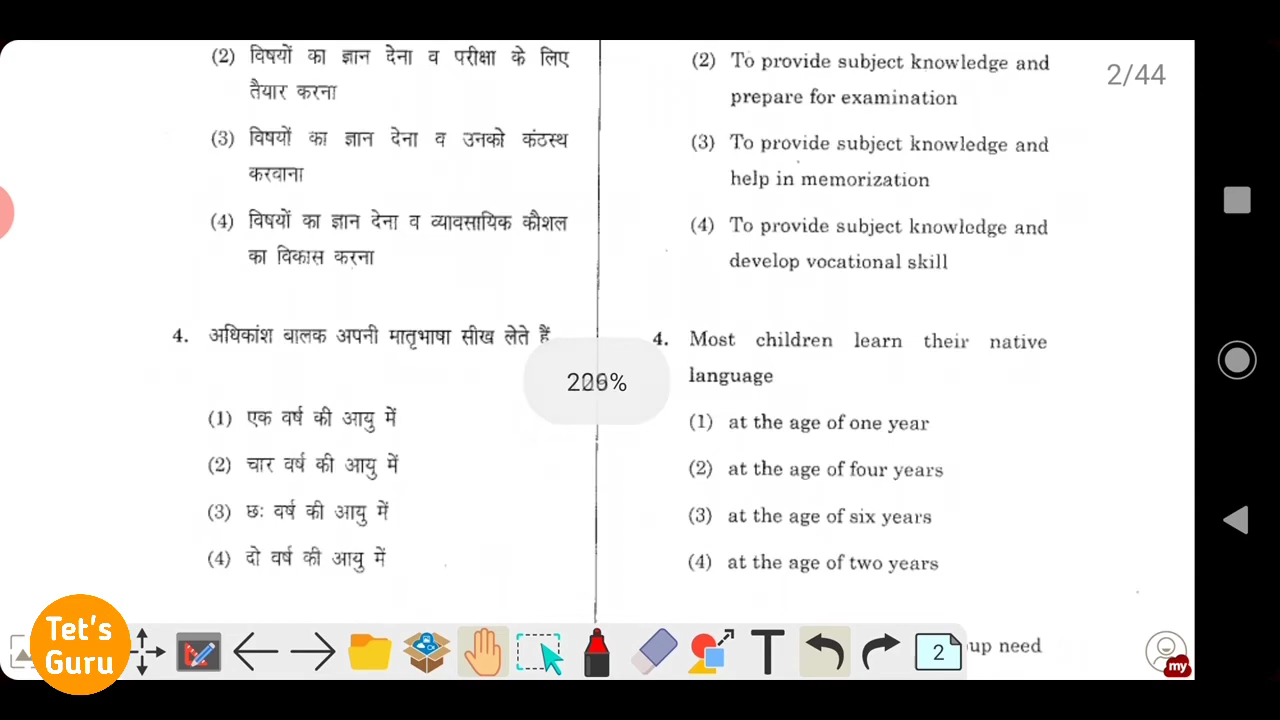 (2) विषयों का ज्ञान देना व परीक्षा के लिए
तैयार करना
(3) विषयों का ज्ञान देना व उनको कंठस्थ
करवाना
(4) विषयों का ज्ञान देना व व्यावसायिक कौशल
का विकास करना
4. अधिकांश बालक अपनी मातृभाषा सीख लेते हैं
(1) एक वर्ष की आयु में
(2) चार वर्ष की आयु में
(3) छः वर्ष की आयु में
(4) दो वर्ष की आयु में
(2) To provide subject knowledge and
prepare for examination
(3) To provide subject knowledge and
help in memorization
(4) To provide subject knowledge and
develop vocational skill
4. Most children learn their native
language
(1) at the age of one year
(2) at the age of four years
(3) at the age of six years
(4) at the age of two years
need
2/44
Tet's
Guru
T
2
my